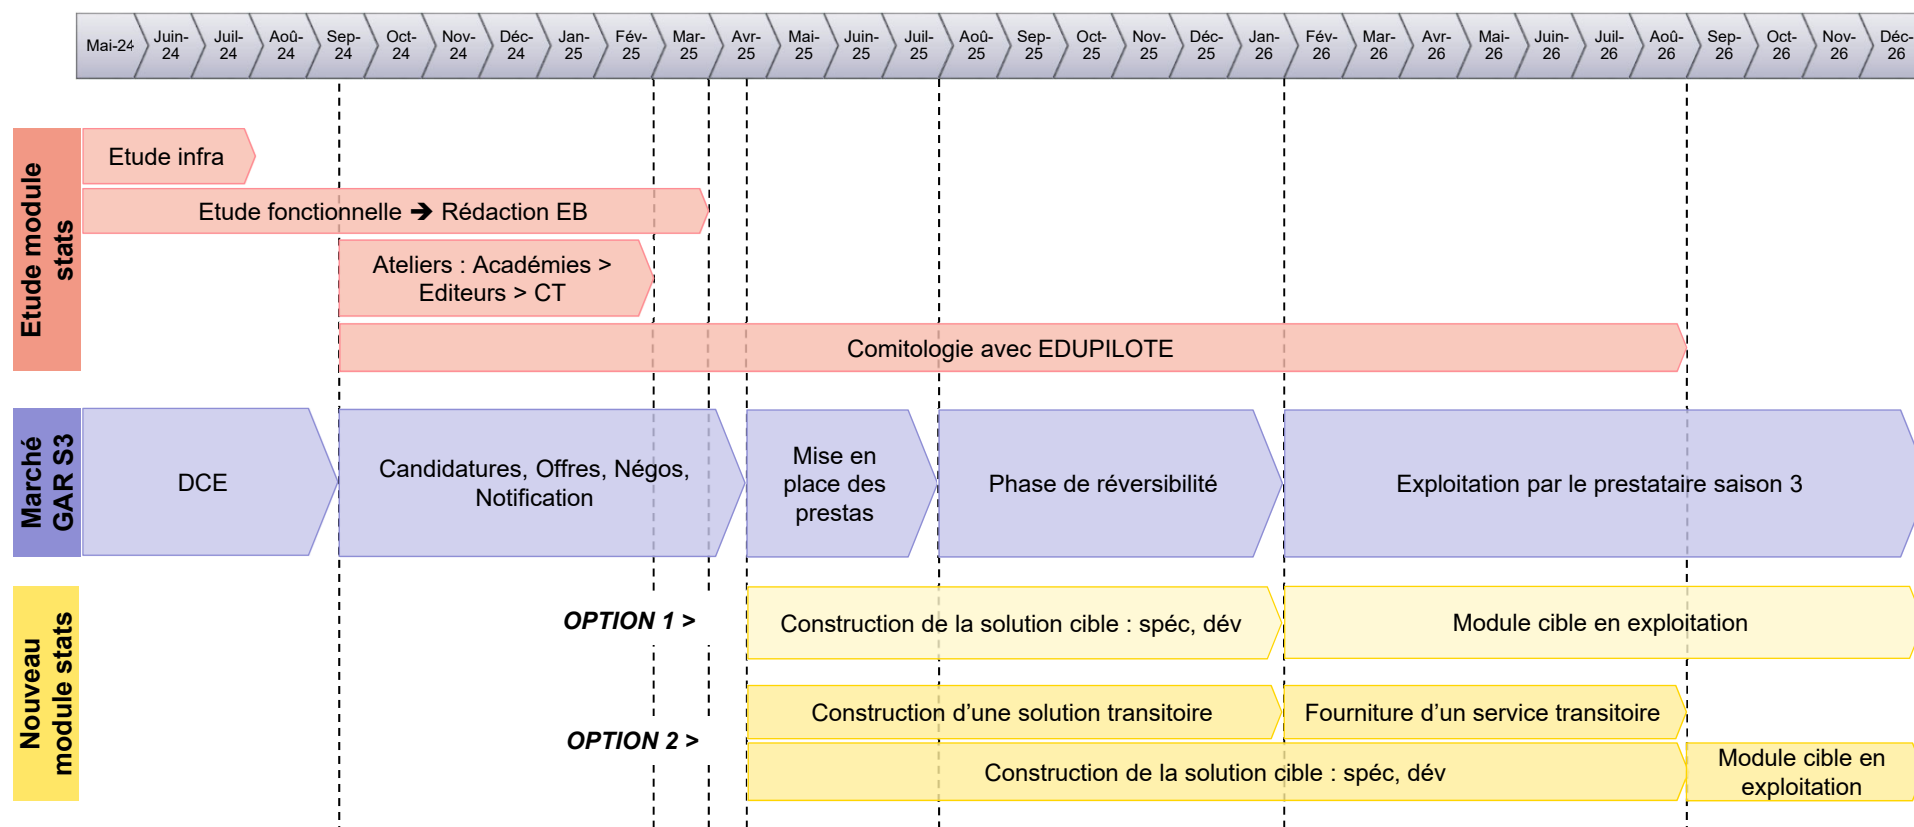 Mai-24
Juin-
24
Juil-
24
Aoû-
24
Sep-
24
Oct-
24
Nov-
24
Déc-
24
Jan-
25
Fév-
25
Mar-
25
Avr-
25
Mai-
25
Juin-
25
Juil-
25
Aoû-
25
Sep-
25
Oct-
25
Nov-
25
Déc-
25
Jan-
26
Fév-
26
Mar-
26
Avr-
26
Mai-
26
Juin-
26
Juil-
26
Aoû-
26
Sep-
26
Oct-
26
Nov-
26
Déc-
26
Etude module
stats
Etude infra
Etude fonctionnelle ➔ Rédaction EB
Ateliers : Académies >
Editeurs > CT
Comitologie avec EDUPILOTE
Marché
GAR S3
DCE
Candidatures, Offres, Négos,
Notification
Mise en
place des
prestas
Phase de réversibilité
Exploitation par le prestataire saison 3
Nouveau
module stats
OPTION 1 >
Construction de la solution cible : spéc, dév
Module cible en exploitation
OPTION 2 >
Construction d'une solution transitoire
Fourniture d'un service transitoire
Construction de la solution cible : spéc, dév
Module cible en
exploitation